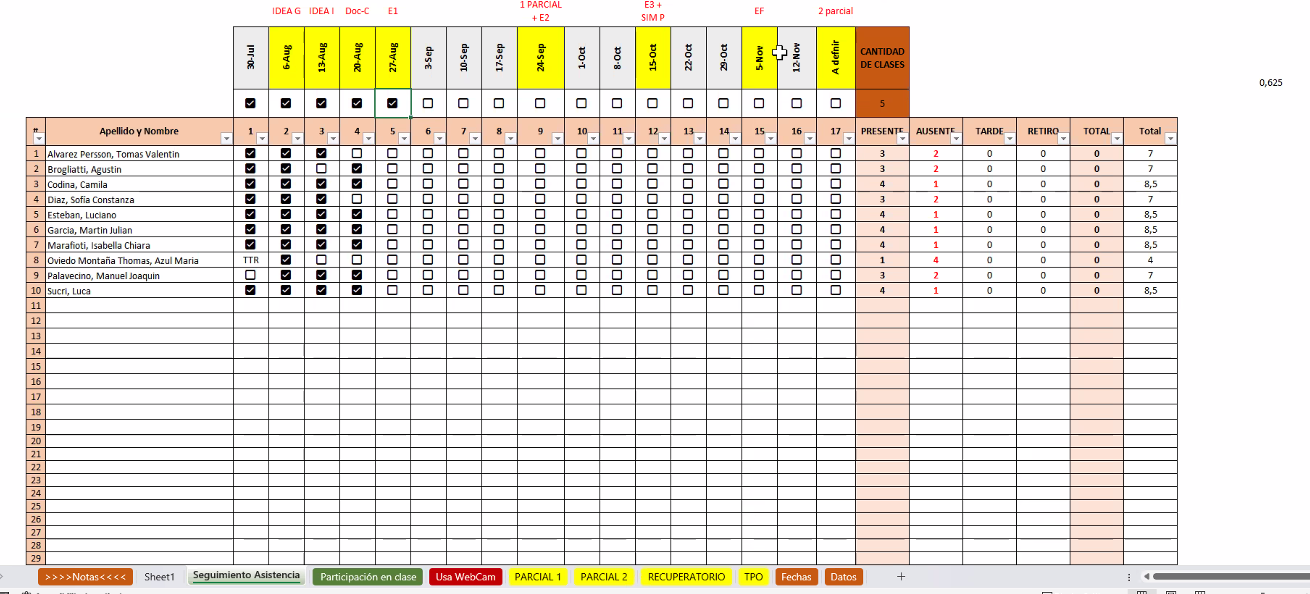 IDEA G IDEA I Doc-C E1 1 PARCIAL + E2 E3 + SIM P EF 2 parcial
30-Jul 6-Aug 13-Aug 20-Aug 27-Aug 3-Sep 10-Sep 17-Sep 24-Sep 1-Oct 8-Oct 15-Oct 22-Oct 29-Oct 5-Nov 12-Nov A defnir CANTIDAD DE CLASES
0,625
5
# Apellido y Nombre 1 2 3 4 5 6 7 8 9 10 11 12 13 14 15 16 17 PRESENTE AUSENTE TARDE RETIRO TOTAL Total
1 Alvarez Persson, Tomas Valentin 3 2 0 0 0 7
2 Brogliatti, Agustin 3 2 0 0 0 7
3 Codina, Camila 4 1 0 0 0 8,5
4 Diaz, Sofía Constanza 3 2 0 0 0 7
5 Esteban, Luciano 4 1 0 0 0 8,5
6 Garcia, Martin Julian 4 1 0 0 0 8,5
7 Marafioti, Isabella Chiara 4 1 0 0 0 8,5
8 Oviedo Montaña Thomas, Azul Maria TTR 1 4 0 0 0 4
9 Palavecino, Manuel Joaquin 3 2 0 0 0 7
10 Sucri, Luca 4 1 0 0 0 8,5
11
12
13
14
15
16
17
18
19
20
21
22
23
24
25
26
27
28
29
>>>>Notas<<<< Sheet1 Seguimiento Asistencia Participación en clase Usa WebCam PARCIAL 1 PARCIAL 2 RECUPERATORIO TPO Fechas Datos +